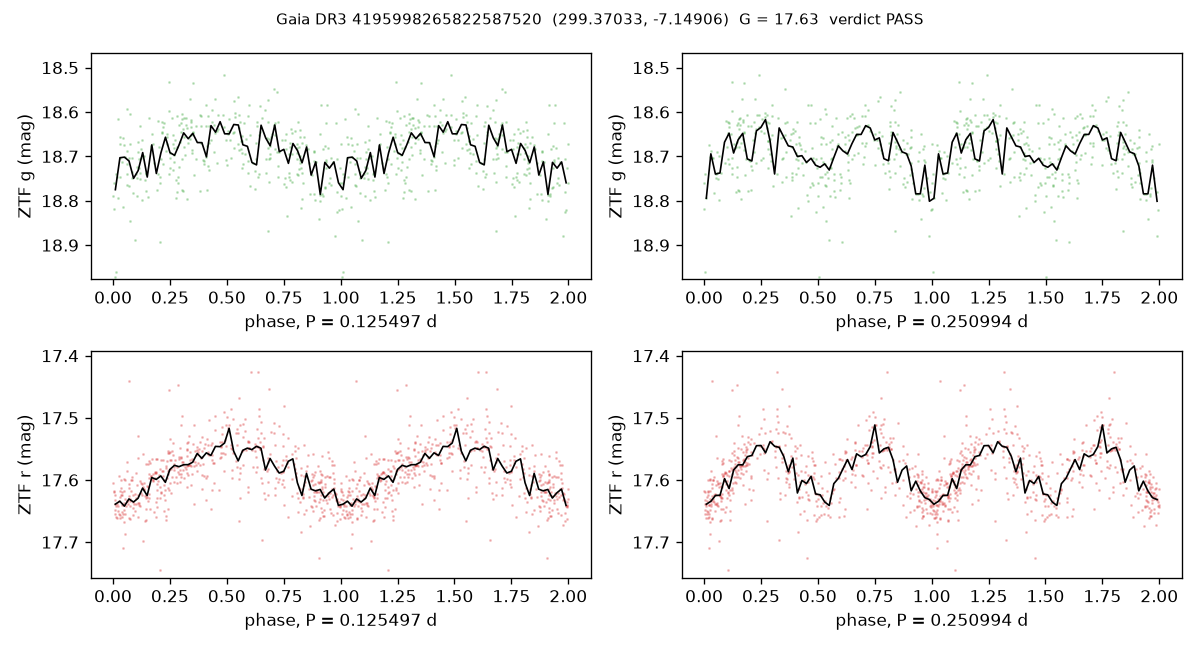 Gaia DR3 4195998265822587520 (299.37033, -7.14906) G = 17.63 verdict PASS
18.5
18.6
18.7
18.8
18.9
ZTF g (mag)
0.00 0.25 0.50 0.75 1.00 1.25 1.50 1.75 2.00
phase, P = 0.125497 d
18.5
18.6
18.7
18.8
18.9
ZTF g (mag)
0.00 0.25 0.50 0.75 1.00 1.25 1.50 1.75 2.00
phase, P = 0.250994 d
17.4
17.5
17.6
17.7
ZTF r (mag)
0.00 0.25 0.50 0.75 1.00 1.25 1.50 1.75 2.00
phase, P = 0.125497 d
17.4
17.5
17.6
17.7
ZTF r (mag)
0.00 0.25 0.50 0.75 1.00 1.25 1.50 1.75 2.00
phase, P = 0.250994 d